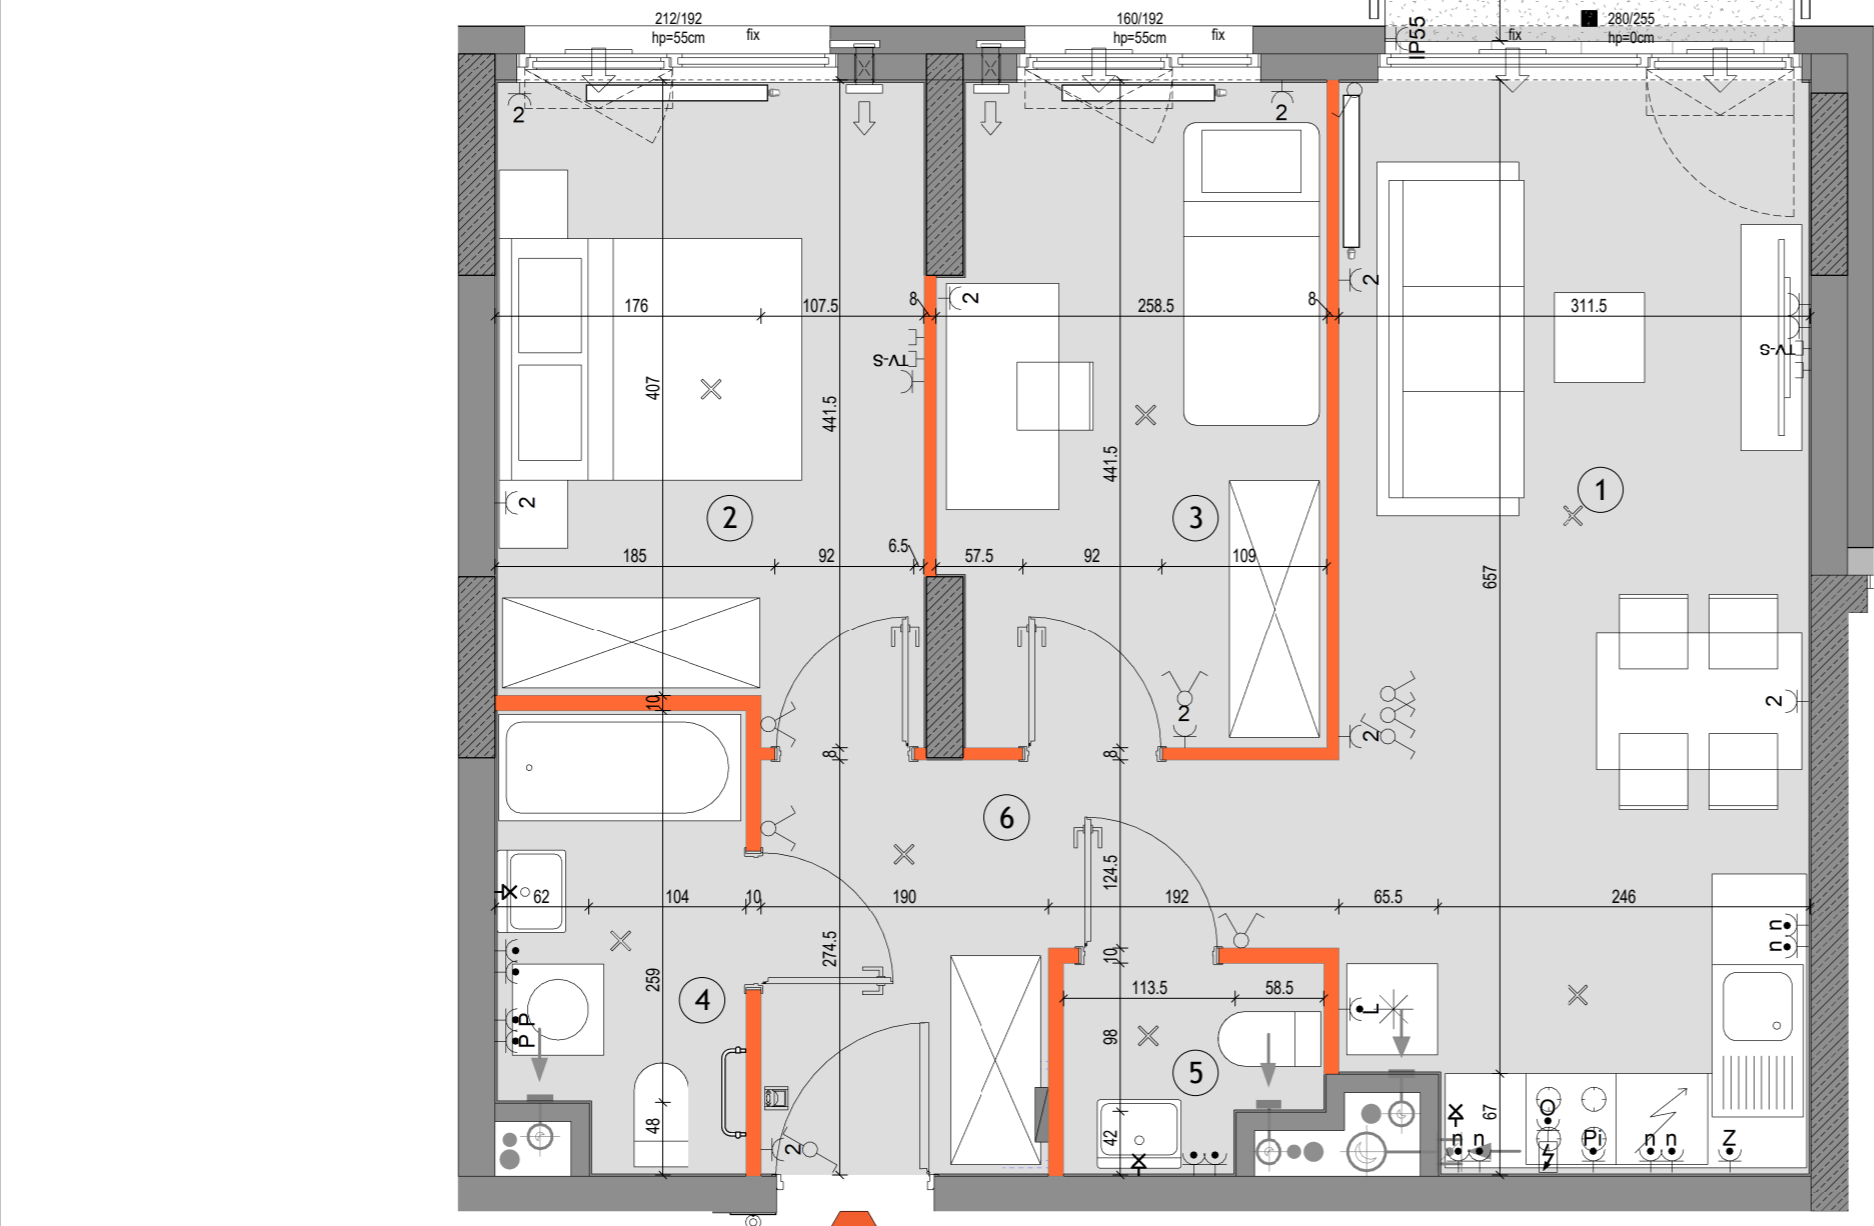 212/192
hp=55cm
fix
160/192
hp=55cm
fix
IP55
280/255
fix
hp=0cm
2
2
2
2
176
107.5
8
258.5
8
311.5
TV-S
TV-S
407
441.5
441.5
657
2
2
3
1
185
92
6.5
57.5
92
109
10
8
8
2
2
2
6
62
104
10
190
124.5
192
65.5
246
n
n
259
274.5
10
4
113.5
58.5
L
P
P
98
5
48
42
67
2
O
n
n
Pi
n
n
Z